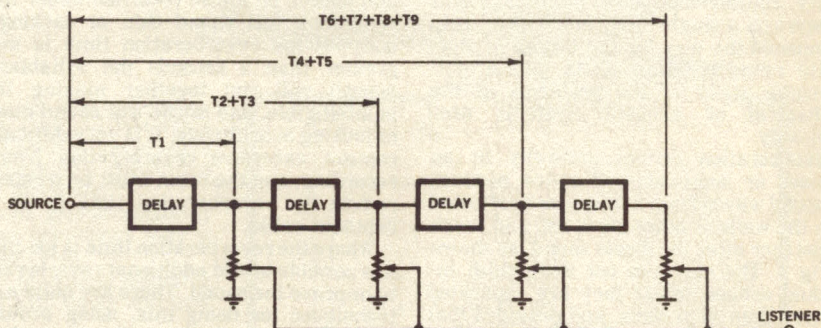 T6+T7+T8+T9
T4+T5
T2+T3
T1
SOURCE DELAY DELAY DELAY DELAY
LISTENER